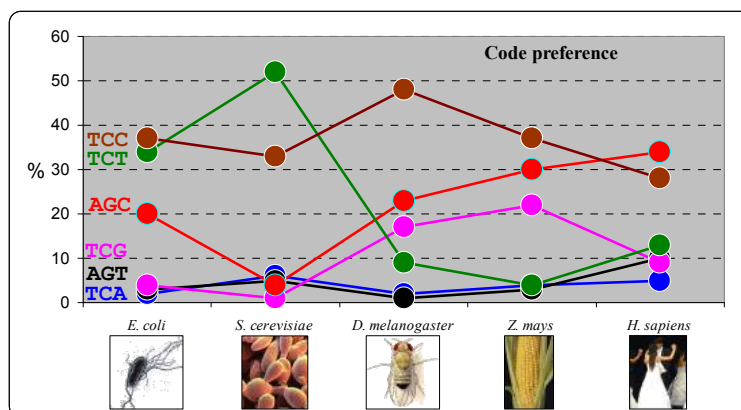 Code preference
60
50
40
30
20
10
0
%
TCC
TCT
AGC
TCG
AGT
TCA
E. coli S. cerevisiae D. melanogaster Z. mays H. sapiens